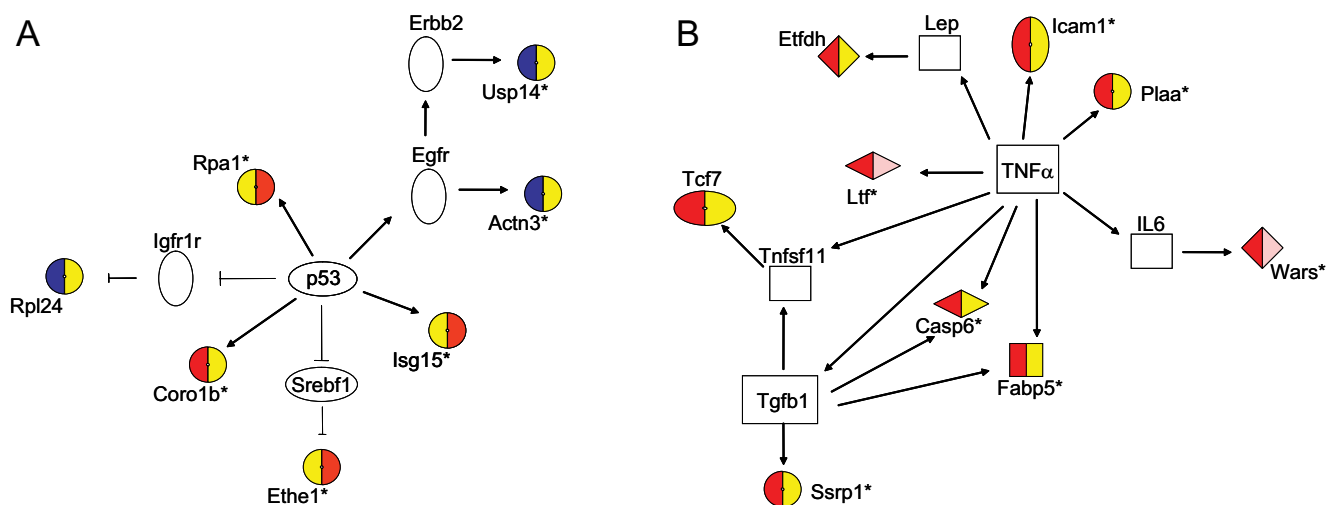 A
Erbb2
Usp14*
Egfr
Rpa1*
Actn3*
Igfr1r
p53
Rpl24
Isg15*
Coro1b*
Srebf1
Ethe1*
B
Lep
Icam1*
Etfdh
Plaa*
TNFα
Ltf*
Tcf7
IL6
Tnfsf11
Wars*
Casp6*
Fabp5*
Tgfb1
Ssrp1*